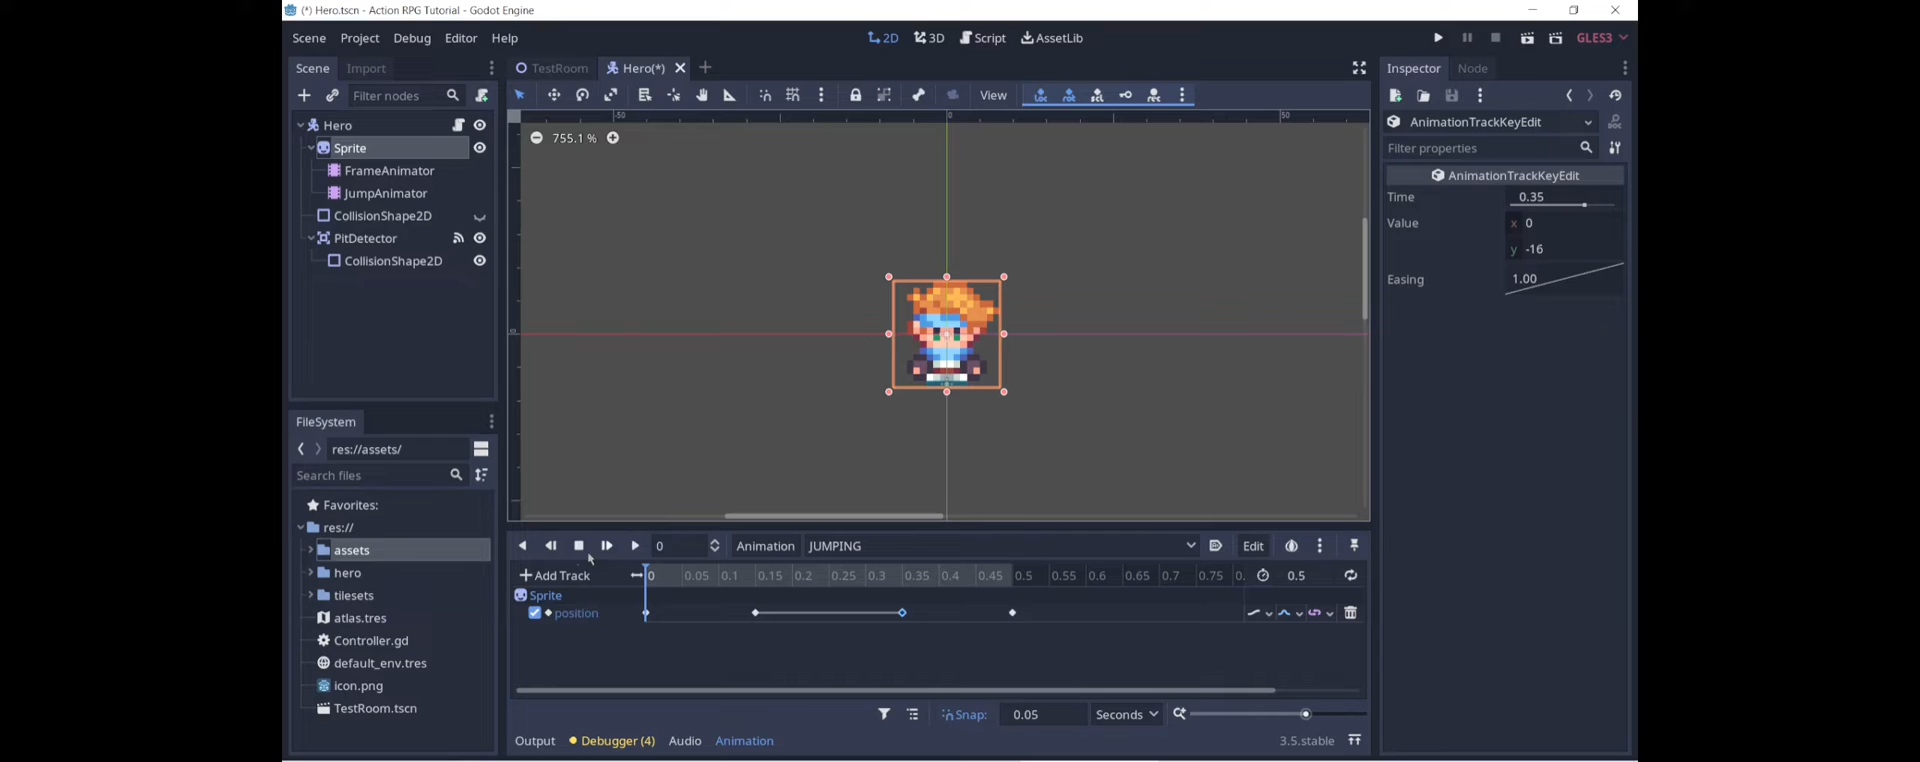 (*) Hero.tscn - Action RPG Tutorial - Godot Engine
Scene Project Debug Editor Help
2D 3D Script AssetLib
GLES3
Scene Import
TestRoom Hero(*)
Inspector Node
Filter nodes
View
Hero
Sprite
FrameAnimator
JumpAnimator
CollisionShape2D
PitDetector
CollisionShape2D
-50 0 50
755.1 %
0
AnimationTrackKeyEdit
Filter properties
AnimationTrackKeyEdit
Time 0.35
Value x 0
y -16
Easing 1.00
FileSystem
res://assets/
Search files
Favorites:
res://
assets
hero
tilesets
atlas.tres
Controller.gd
default_env.tres
icon.png
TestRoom.tscn
0 Animation JUMPING Edit
Add Track 0 0.05 0.1 0.15 0.2 0.25 0.3 0.35 0.4 0.45 0.5 0.55 0.6 0.65 0.7 0.75 0. 0.5
Sprite
position
Snap: 0.05 Seconds
Output Debugger (4) Audio Animation 3.5.stable